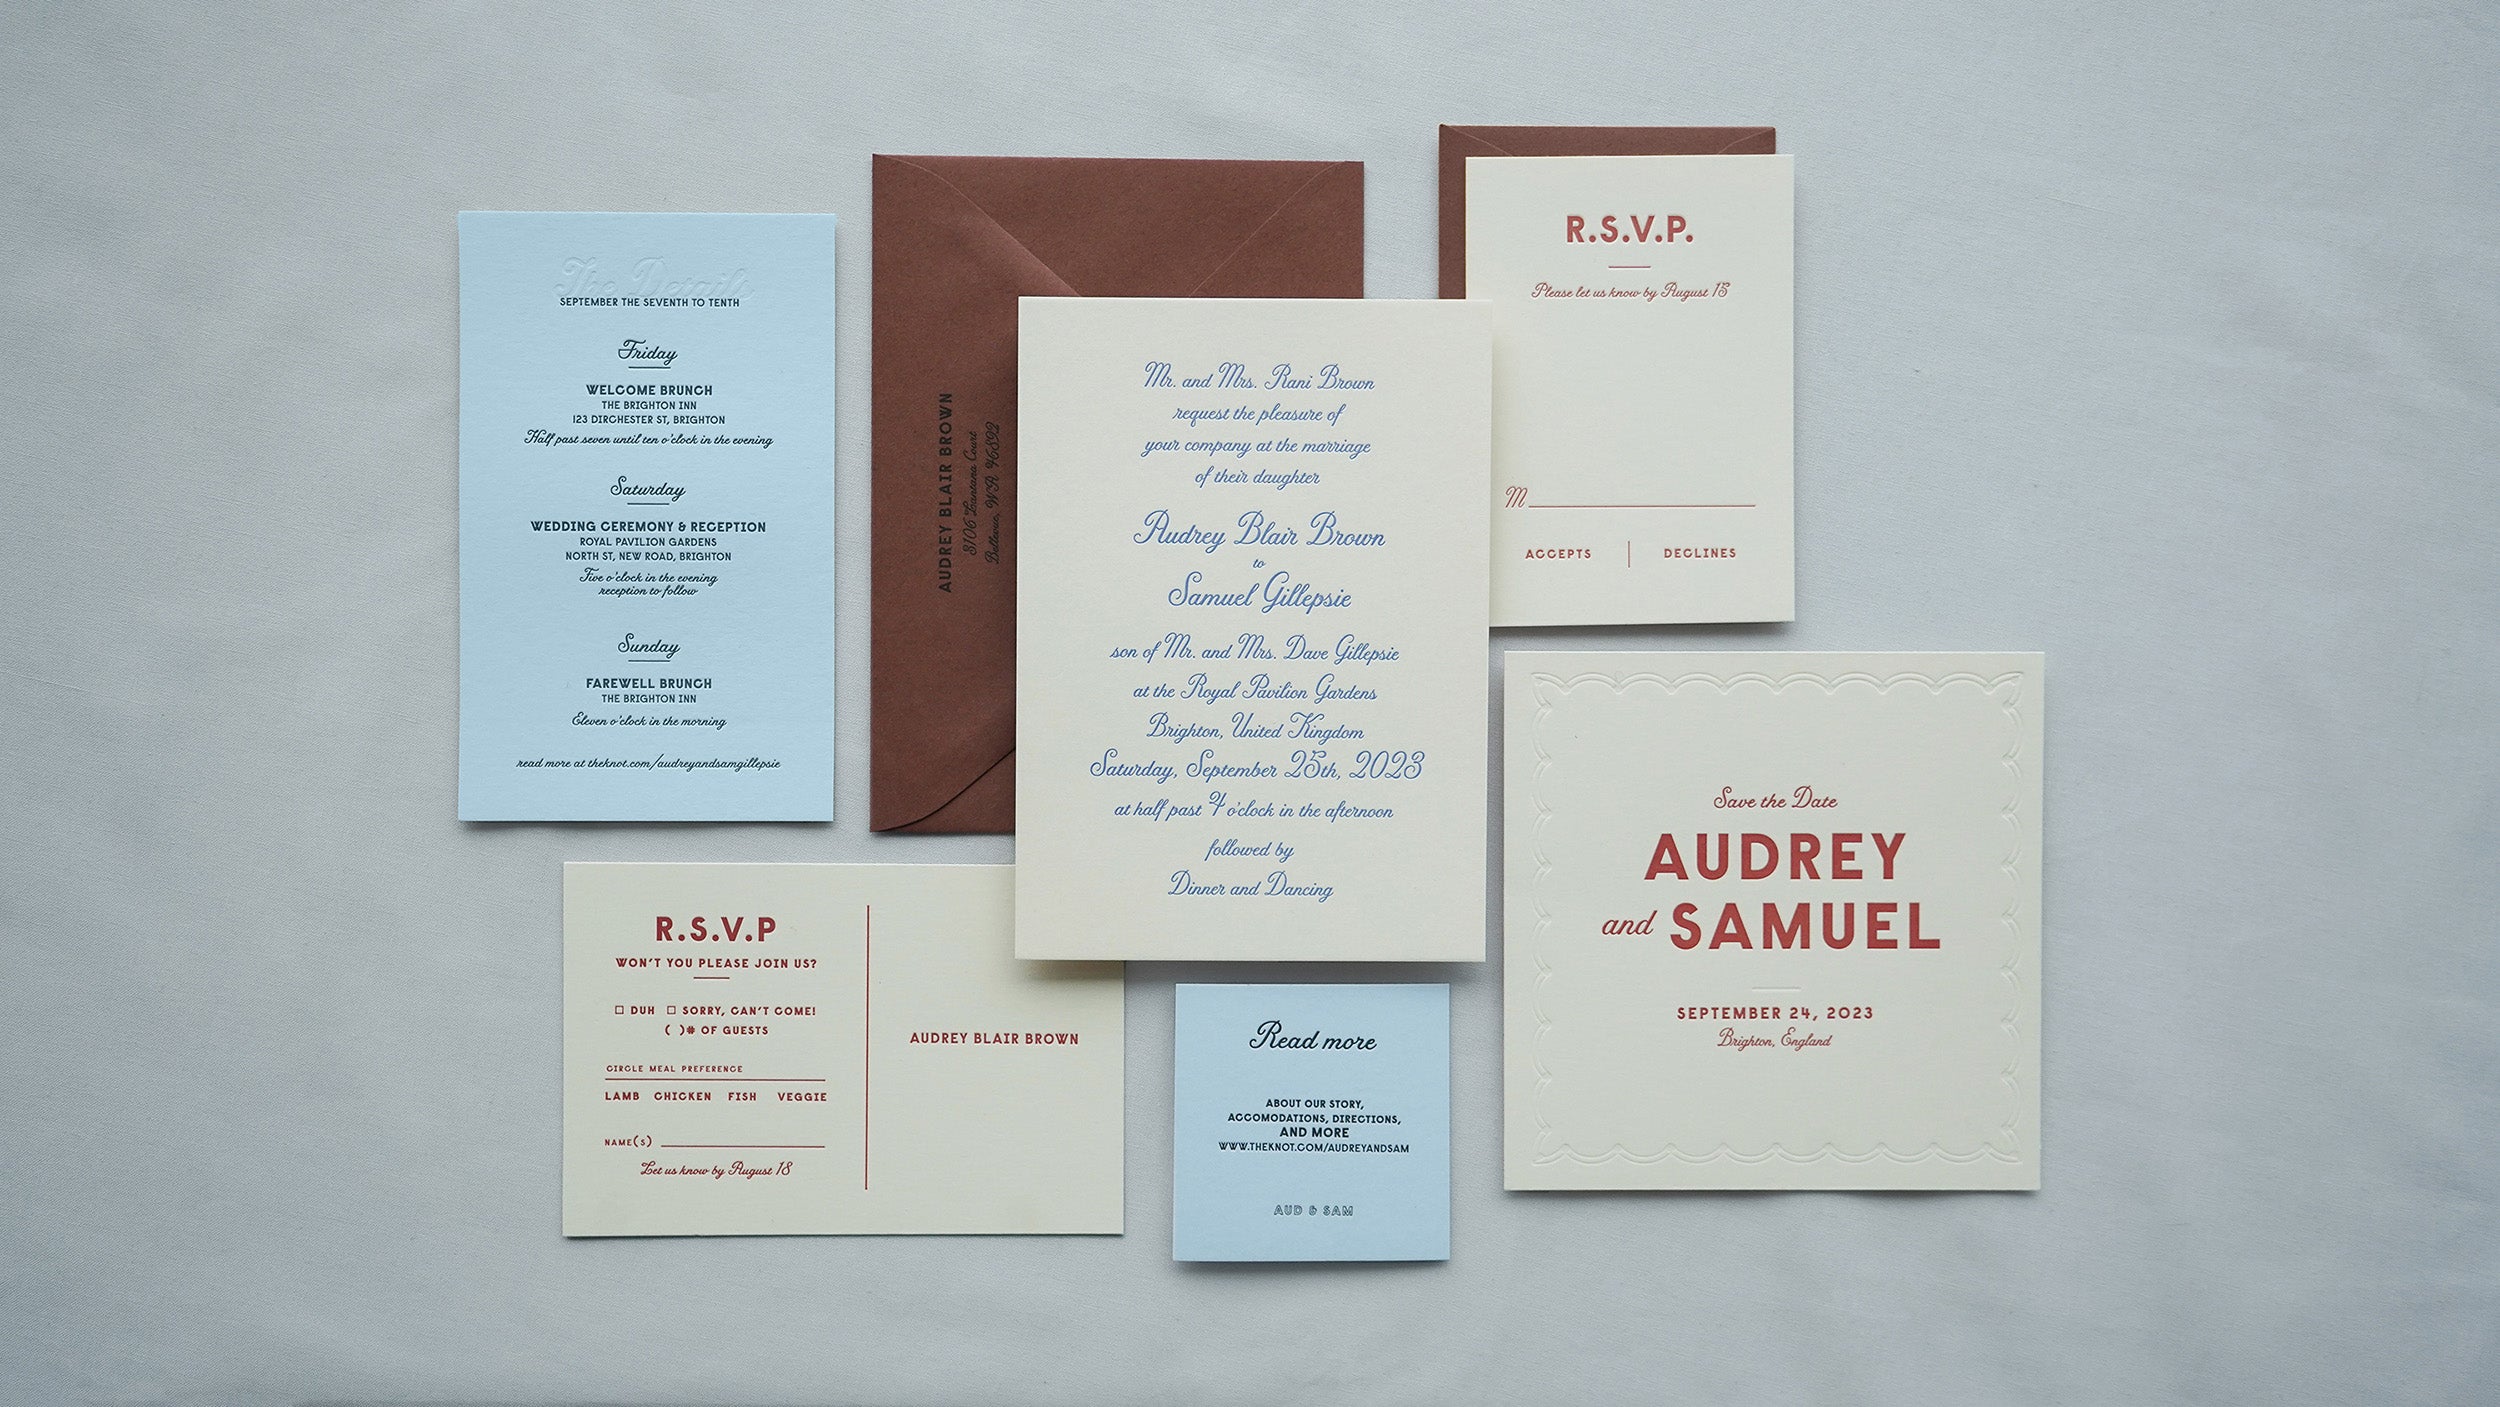 The Details
SEPTEMBER THE SEVENTH TO TENTH
Friday
WELCOME BRUNCH
THE BRIGHTON INN
123 DIRCHESTER ST, BRIGHTON
Half past seven until ten o'clock in the evening
Saturday
WEDDING CEREMONY & RECEPTION
ROYAL PAVILION GARDENS
NORTH ST, NEW ROAD, BRIGHTON
Five o'clock in the evening
reception to follow
Sunday
FAREWELL BRUNCH
THE BRIGHTON INN
Eleven o'clock in the morning
read more at theknot.com/audreyandsamgillepsie
AUDREY BLAIR BROWN
3106 Lantana Court
Bellevue, WA 46892
Mr. and Mrs. Rani Brown
request the pleasure of
your company at the marriage
of their daughter
Audrey Blair Brown
to
Samuel Gillepsie
son of Mr. and Mrs. Dave Gillepsie
at the Royal Pavilion Gardens
Brighton, United Kingdom
Saturday, September 25th, 2023
at half past 4 o'clock in the afternoon
followed by
Dinner and Dancing
R.S.V.P.
Please let us know by August 15
M
ACCEPTS | DECLINES
R.S.V.P
WON'T YOU PLEASE JOIN US?
DUH SORRY, CAN'T COME!
( )# OF GUESTS
CIRCLE MEAL PREFERENCE
LAMB CHICKEN FISH VEGGIE
NAME(S)
Let us know by August 18
AUDREY BLAIR BROWN
Read more
ABOUT OUR STORY,
ACCOMODATIONS, DIRECTIONS,
AND MORE
WWW.THEKNOT.COM/AUDREYANDSAM
AUD & SAM
Save the Date
AUDREY
and SAMUEL
SEPTEMBER 24, 2023
Brighton, England